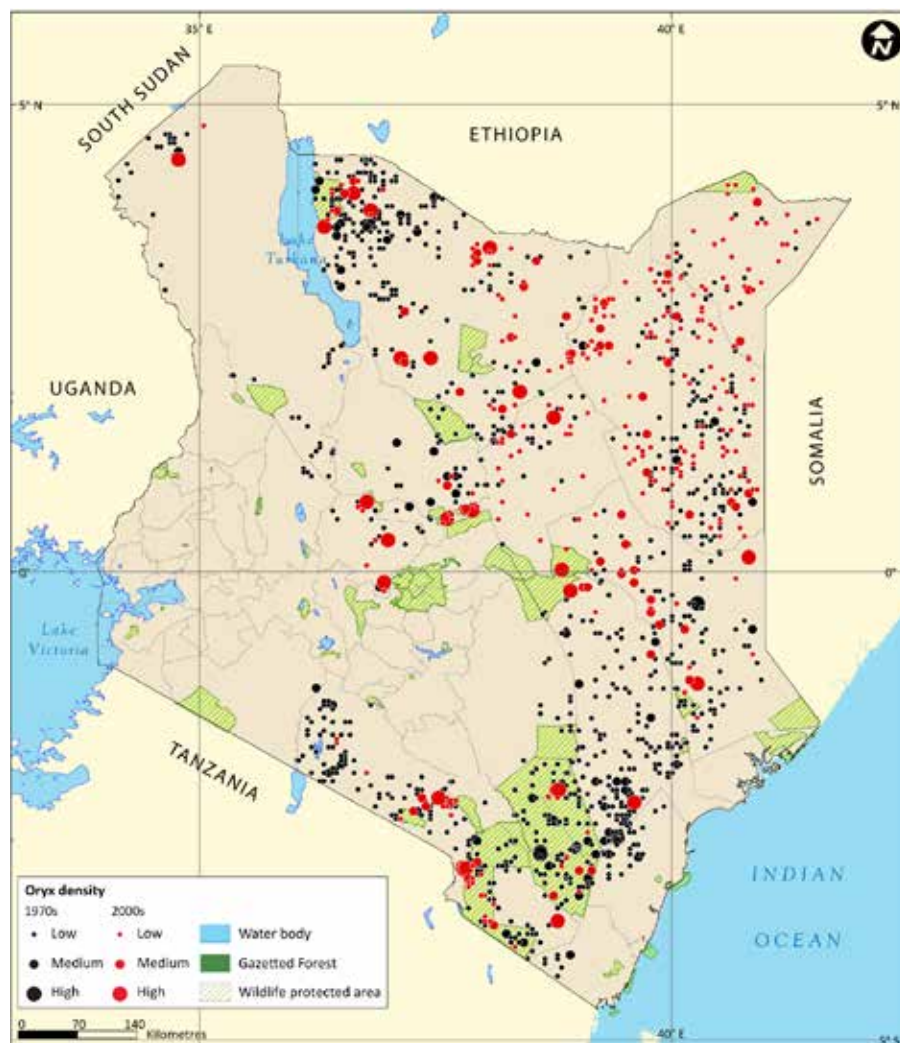 35° E
40° E
N
5° N
5° N
SOUTH SUDAN
ETHIOPIA
Lake
Turkana
UGANDA
SOMALIA
0°
0°
Lake
Victoria
TANZANIA
INDIAN
OCEAN
Oryx density
1970s 2000s
Low Low Water body
Medium Medium Gazetted Forest
High High Wildlife protected area
0 70 140
Kilometres
40° E
5° S